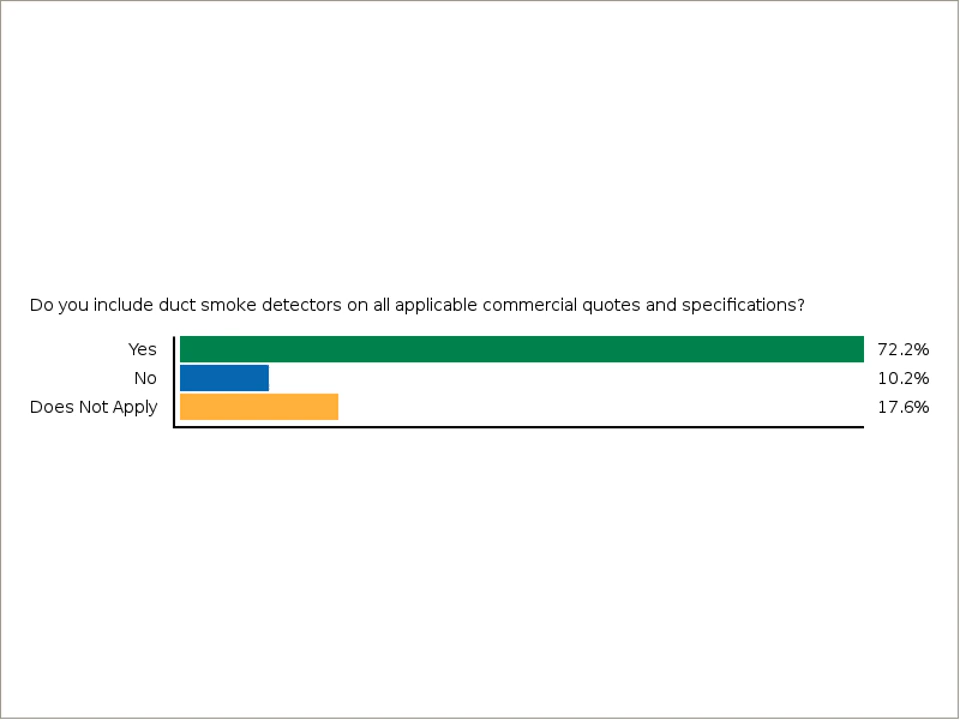 Do you include duct smoke detectors on all applicable commercial quotes and specifications?
Yes 72.2%
No 10.2%
Does Not Apply 17.6%